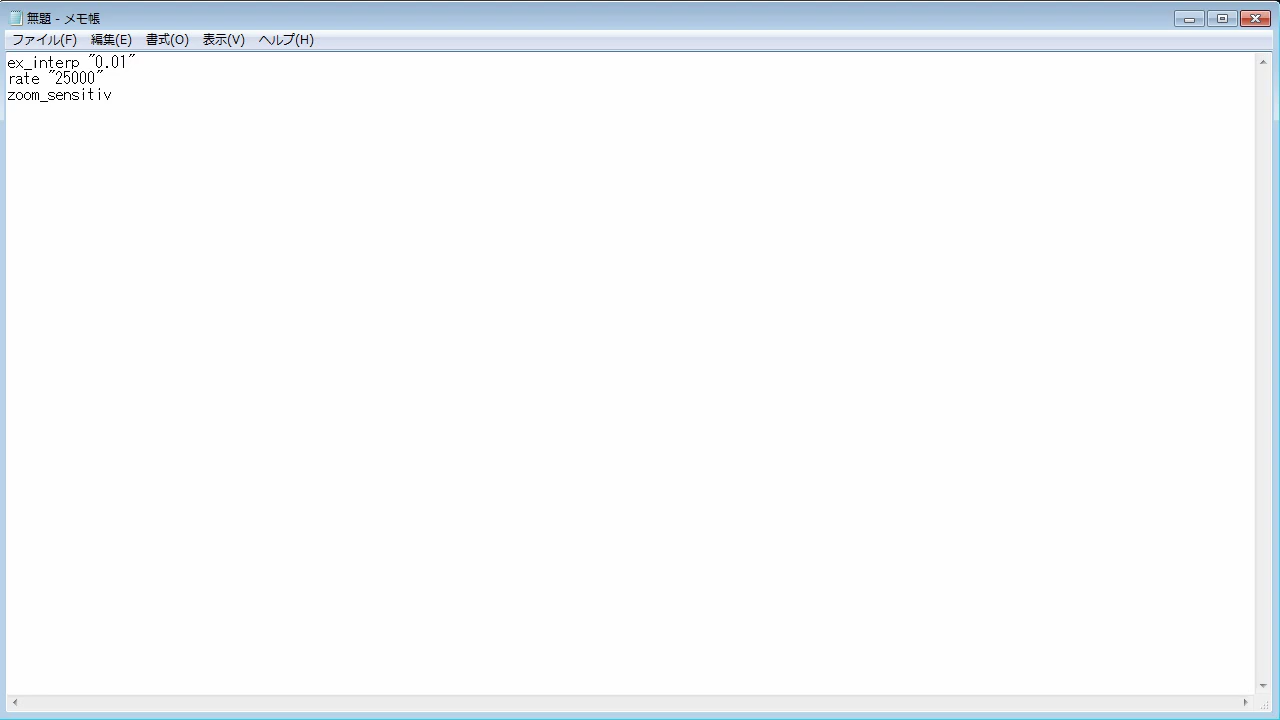 無題 - メモ帳
ファイル(F) 編集(E) 書式(O) 表示(V) ヘルプ(H)
ex_interp "0.01"
rate "25000"
zoom_sensitiv